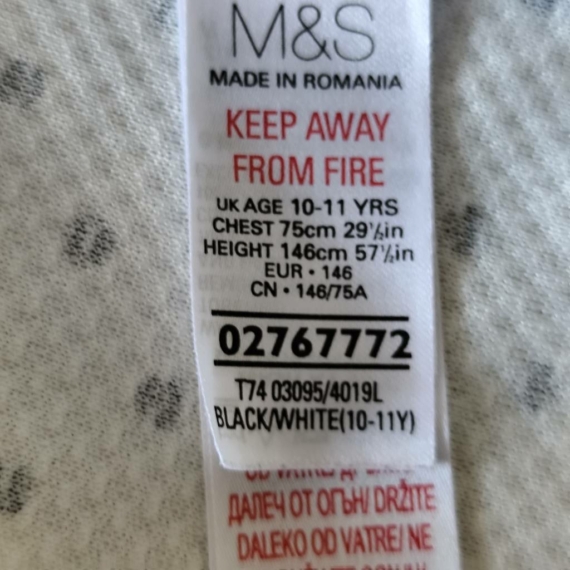 M&S
MADE IN ROMANIA
KEEP AWAY
FROM FIRE
UK AGE 10-11 YRS
CHEST 75cm 29½in
HEIGHT 146cm 57½in
EUR • 146
CN • 146/75A
02767772
T74 03095/4019L
BLACK/WHITE(10-11Y)
ДАЛЕЧ ОТ ОГЪН/ DRŽITE
DALEKO OD VATRE/ NE